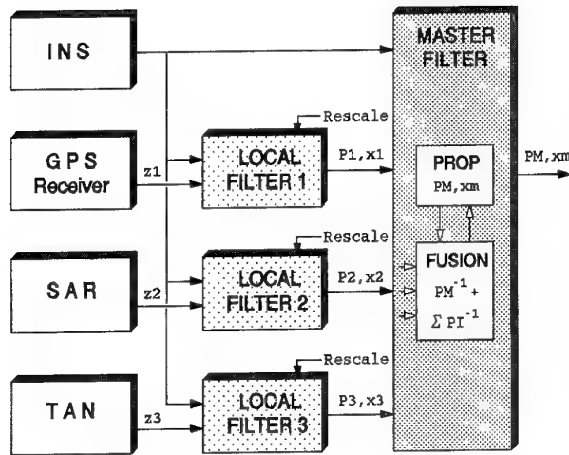 INS
MASTER
FILTER
Rescale
GPS
Receiver
z1
LOCAL
FILTER 1
P1,x1
PROP
PM,xm
PM,xm
Rescale
SAR
z2
LOCAL
FILTER 2
P2,x2
FUSION
PM⁻¹ +
Σ PI⁻¹
Rescale
TAN
z3
LOCAL
FILTER 3
P3,x3